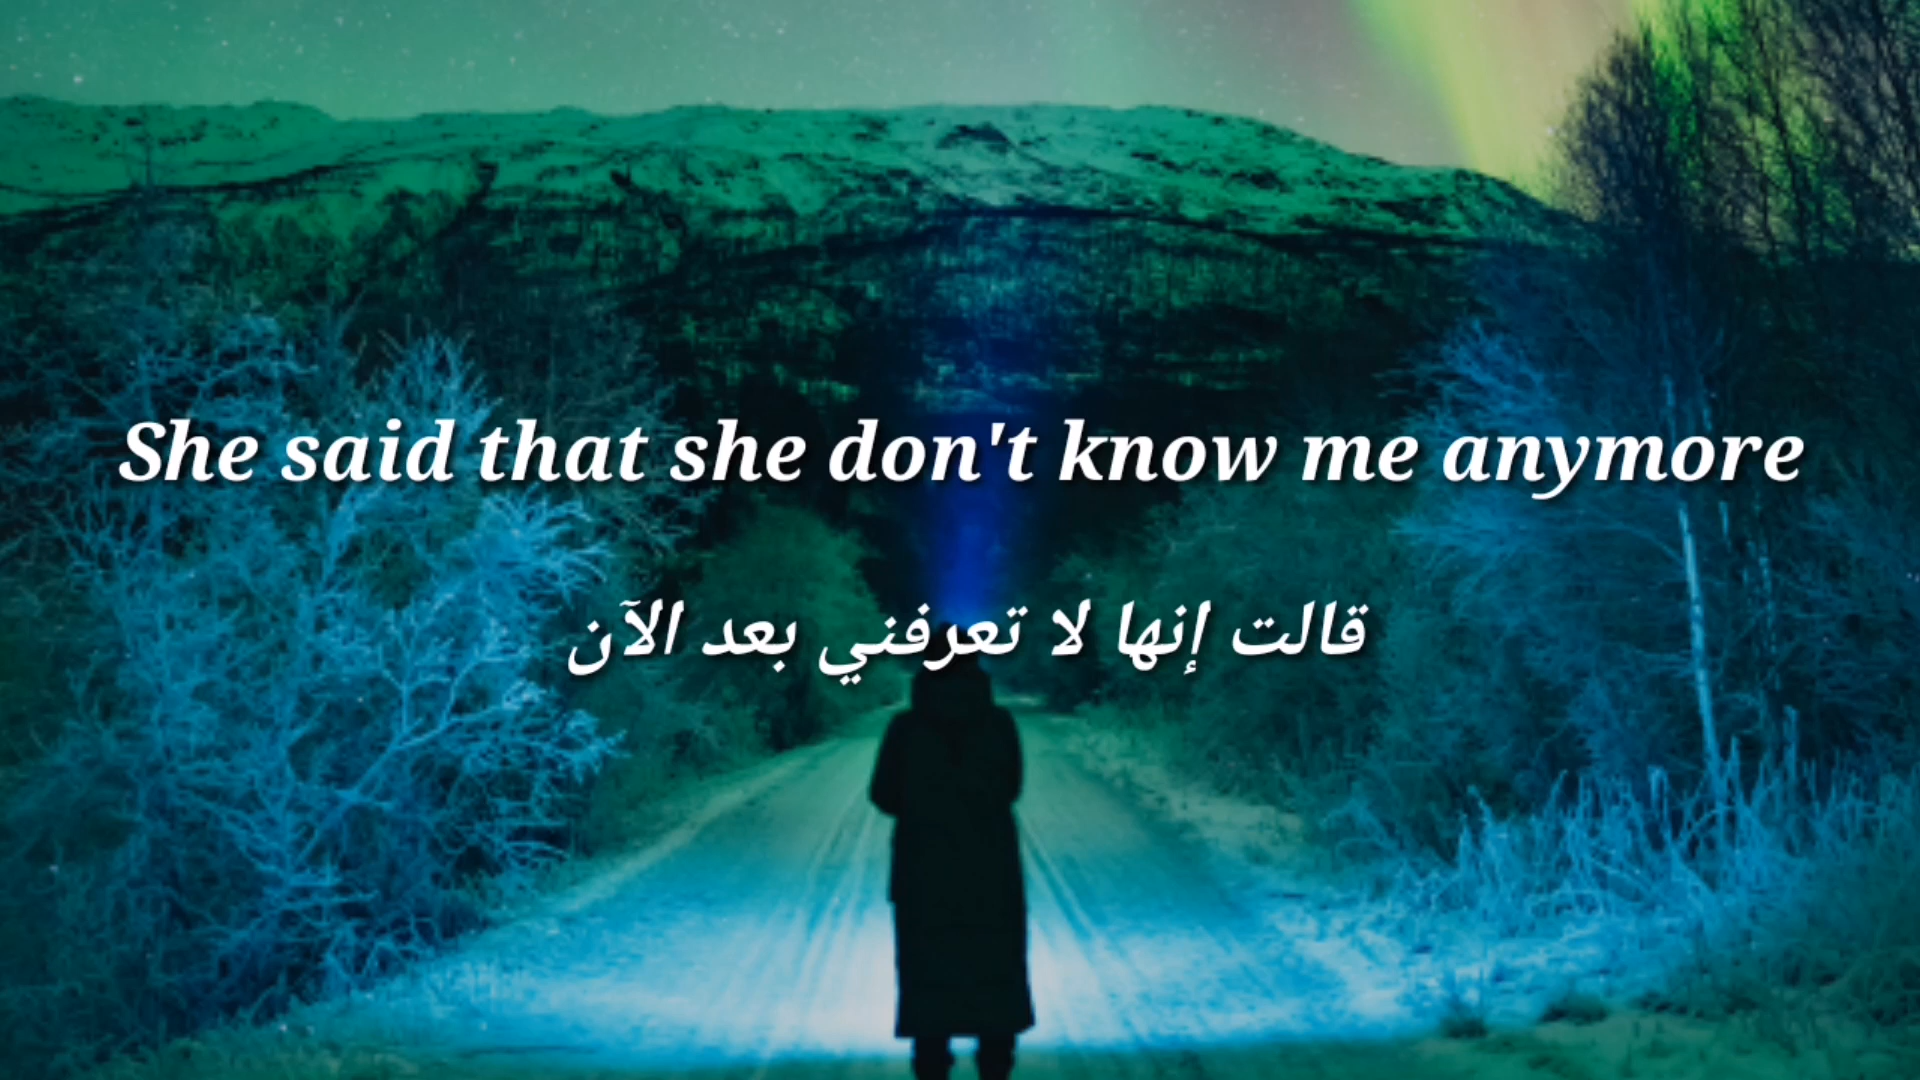 She said that she don't know me anymore
قالت إنها لا تعرفني بعد الآن